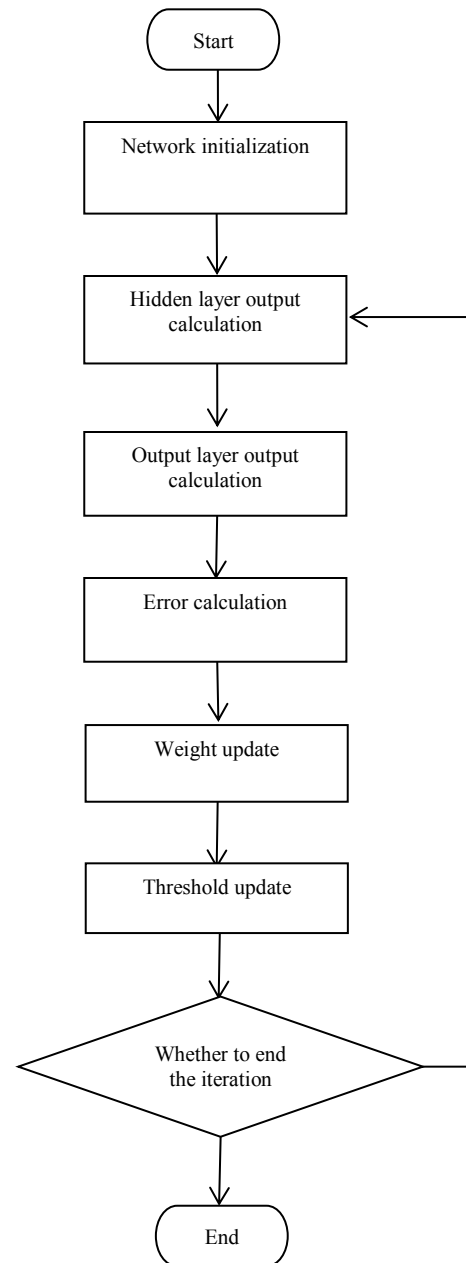 Start
Network initialization
Hidden layer output
calculation
Output layer output
calculation
Error calculation
Weight update
Threshold update
Whether to end
the iteration
End